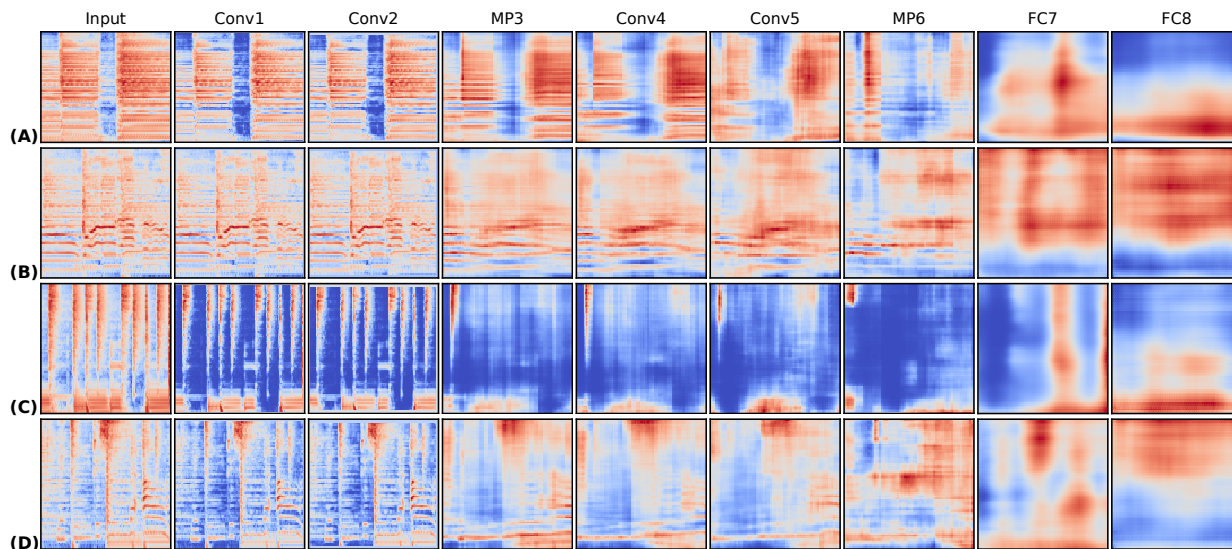 Input Conv1 Conv2 MP3 Conv4 Conv5 MP6 FC7 FC8
(A)
(B)
(C)
(D)